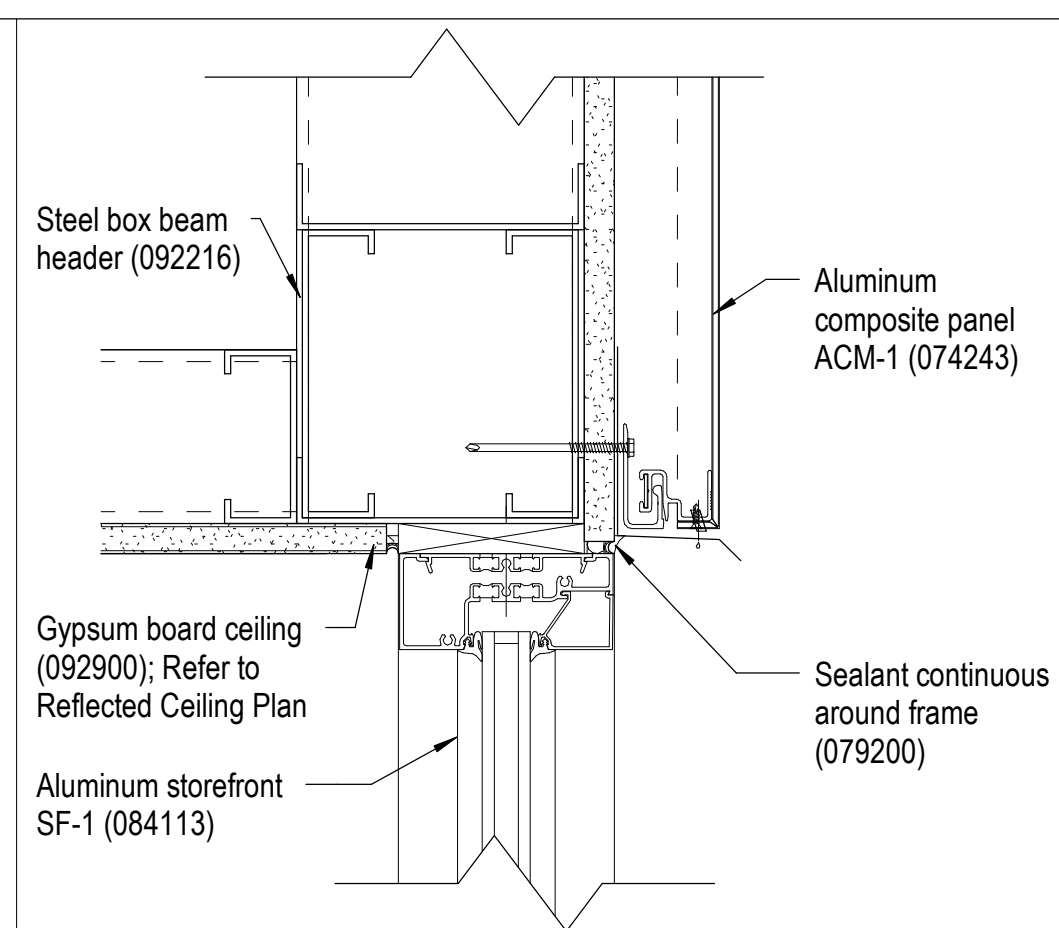 Steel box beam
header (092216)
Aluminum
composite panel
ACM-1 (074243)
Gypsum board ceiling
(092900); Refer to
Reflected Ceiling Plan
Sealant continuous
around frame
(079200)
Aluminum storefront
SF-1 (084113)